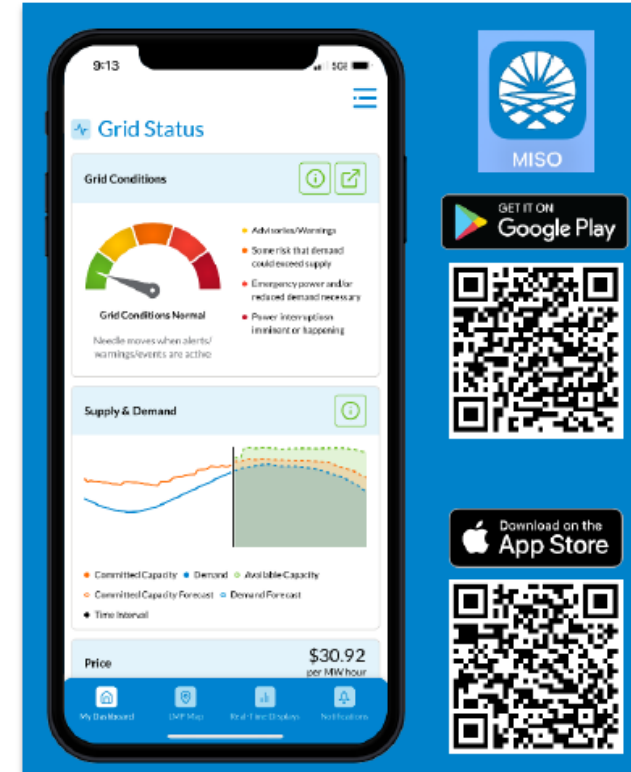 9:13
5GE
Grid Status
Grid Conditions
Advisories/Warnings
Some risk that demand
could exceed supply
Emergency power and/or
reduced demand necessary
Power interruption
imminent or happening
Grid Conditions Normal
Needle moves when alerts/
warnings/events are active
Supply & Demand
Committed Capacity
Demand
Available Capacity
Committed Capacity Forecast
Demand Forecast
Time Interval
Price
$30.92
per MW hour
My Dashboard
LMP Map
Real-Time Displays
Notifications
MISO
GET IT ON
Google Play
Download on the
App Store